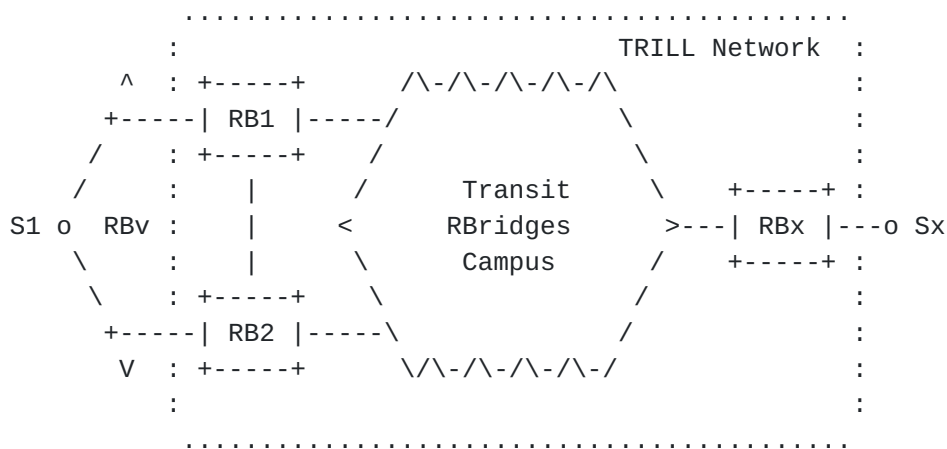 .............................................
:                             TRILL Network  :
^  : +-----+      /\-/\-/\-/\-/\               :
+-----| RB1 |-----/               \              :
/    : +-----+    /                 \             :
/     :    |      /      Transit      \    +-----+ :
S1 o  RBv :    |     <      RBridges      >---| RBx |---o Sx
\     :    |      \      Campus       /    +-----+ :
\    : +-----+    \                 /             :
+-----| RB2 |-----\               /              :
V  : +-----+      \/\-/\-/\-/\-/               :
:                                            :
.............................................